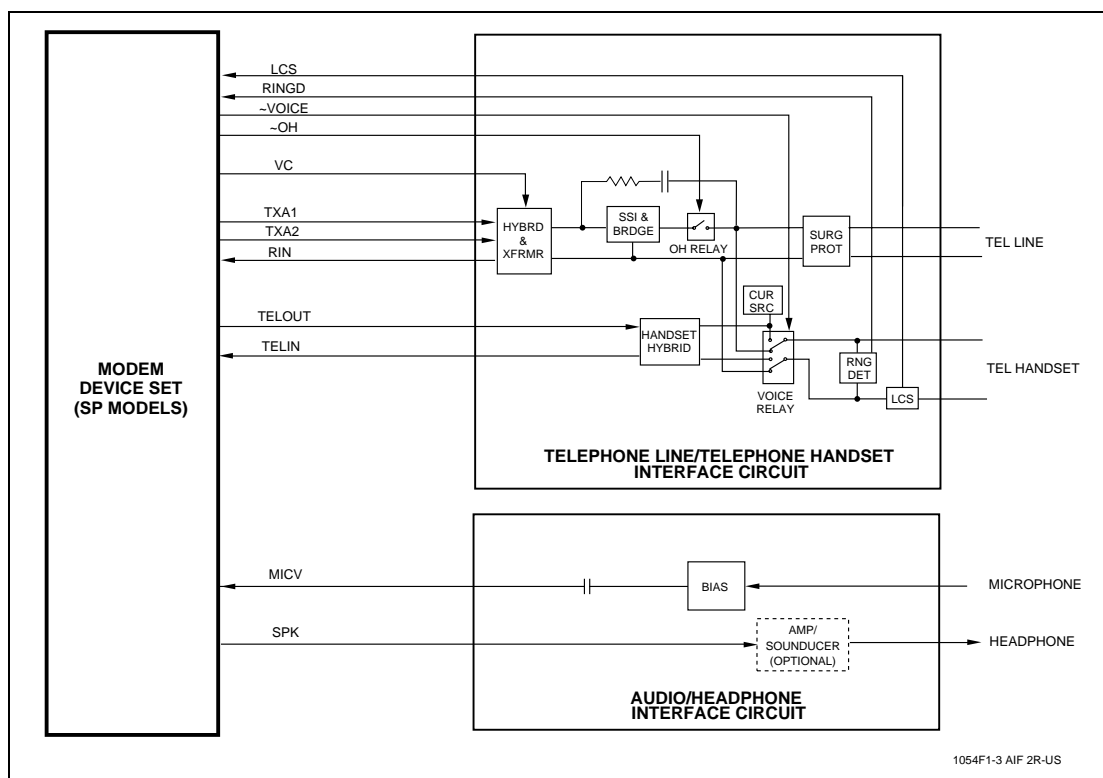 LCS
RINGD
~VOICE
~OH
VC
TXA1
TXA2
RIN
TELOUT
TELIN
MODEM
DEVICE SET
(SP MODELS)
HYBRD
&
XFRMR
SSI &
BRDGE
OH RELAY
SURG
PROT
TEL LINE
CUR
SRC
HANDSET
HYBRID
VOICE
RELAY
RNG
DET
LCS
TEL HANDSET
TELEPHONE LINE/TELEPHONE HANDSET
INTERFACE CIRCUIT
MICV
BIAS
MICROPHONE
SPK
AMP/
SOUNDUCER
(OPTIONAL)
HEADPHONE
AUDIO/HEADPHONE
INTERFACE CIRCUIT
1054F1-3 AIF 2R-US